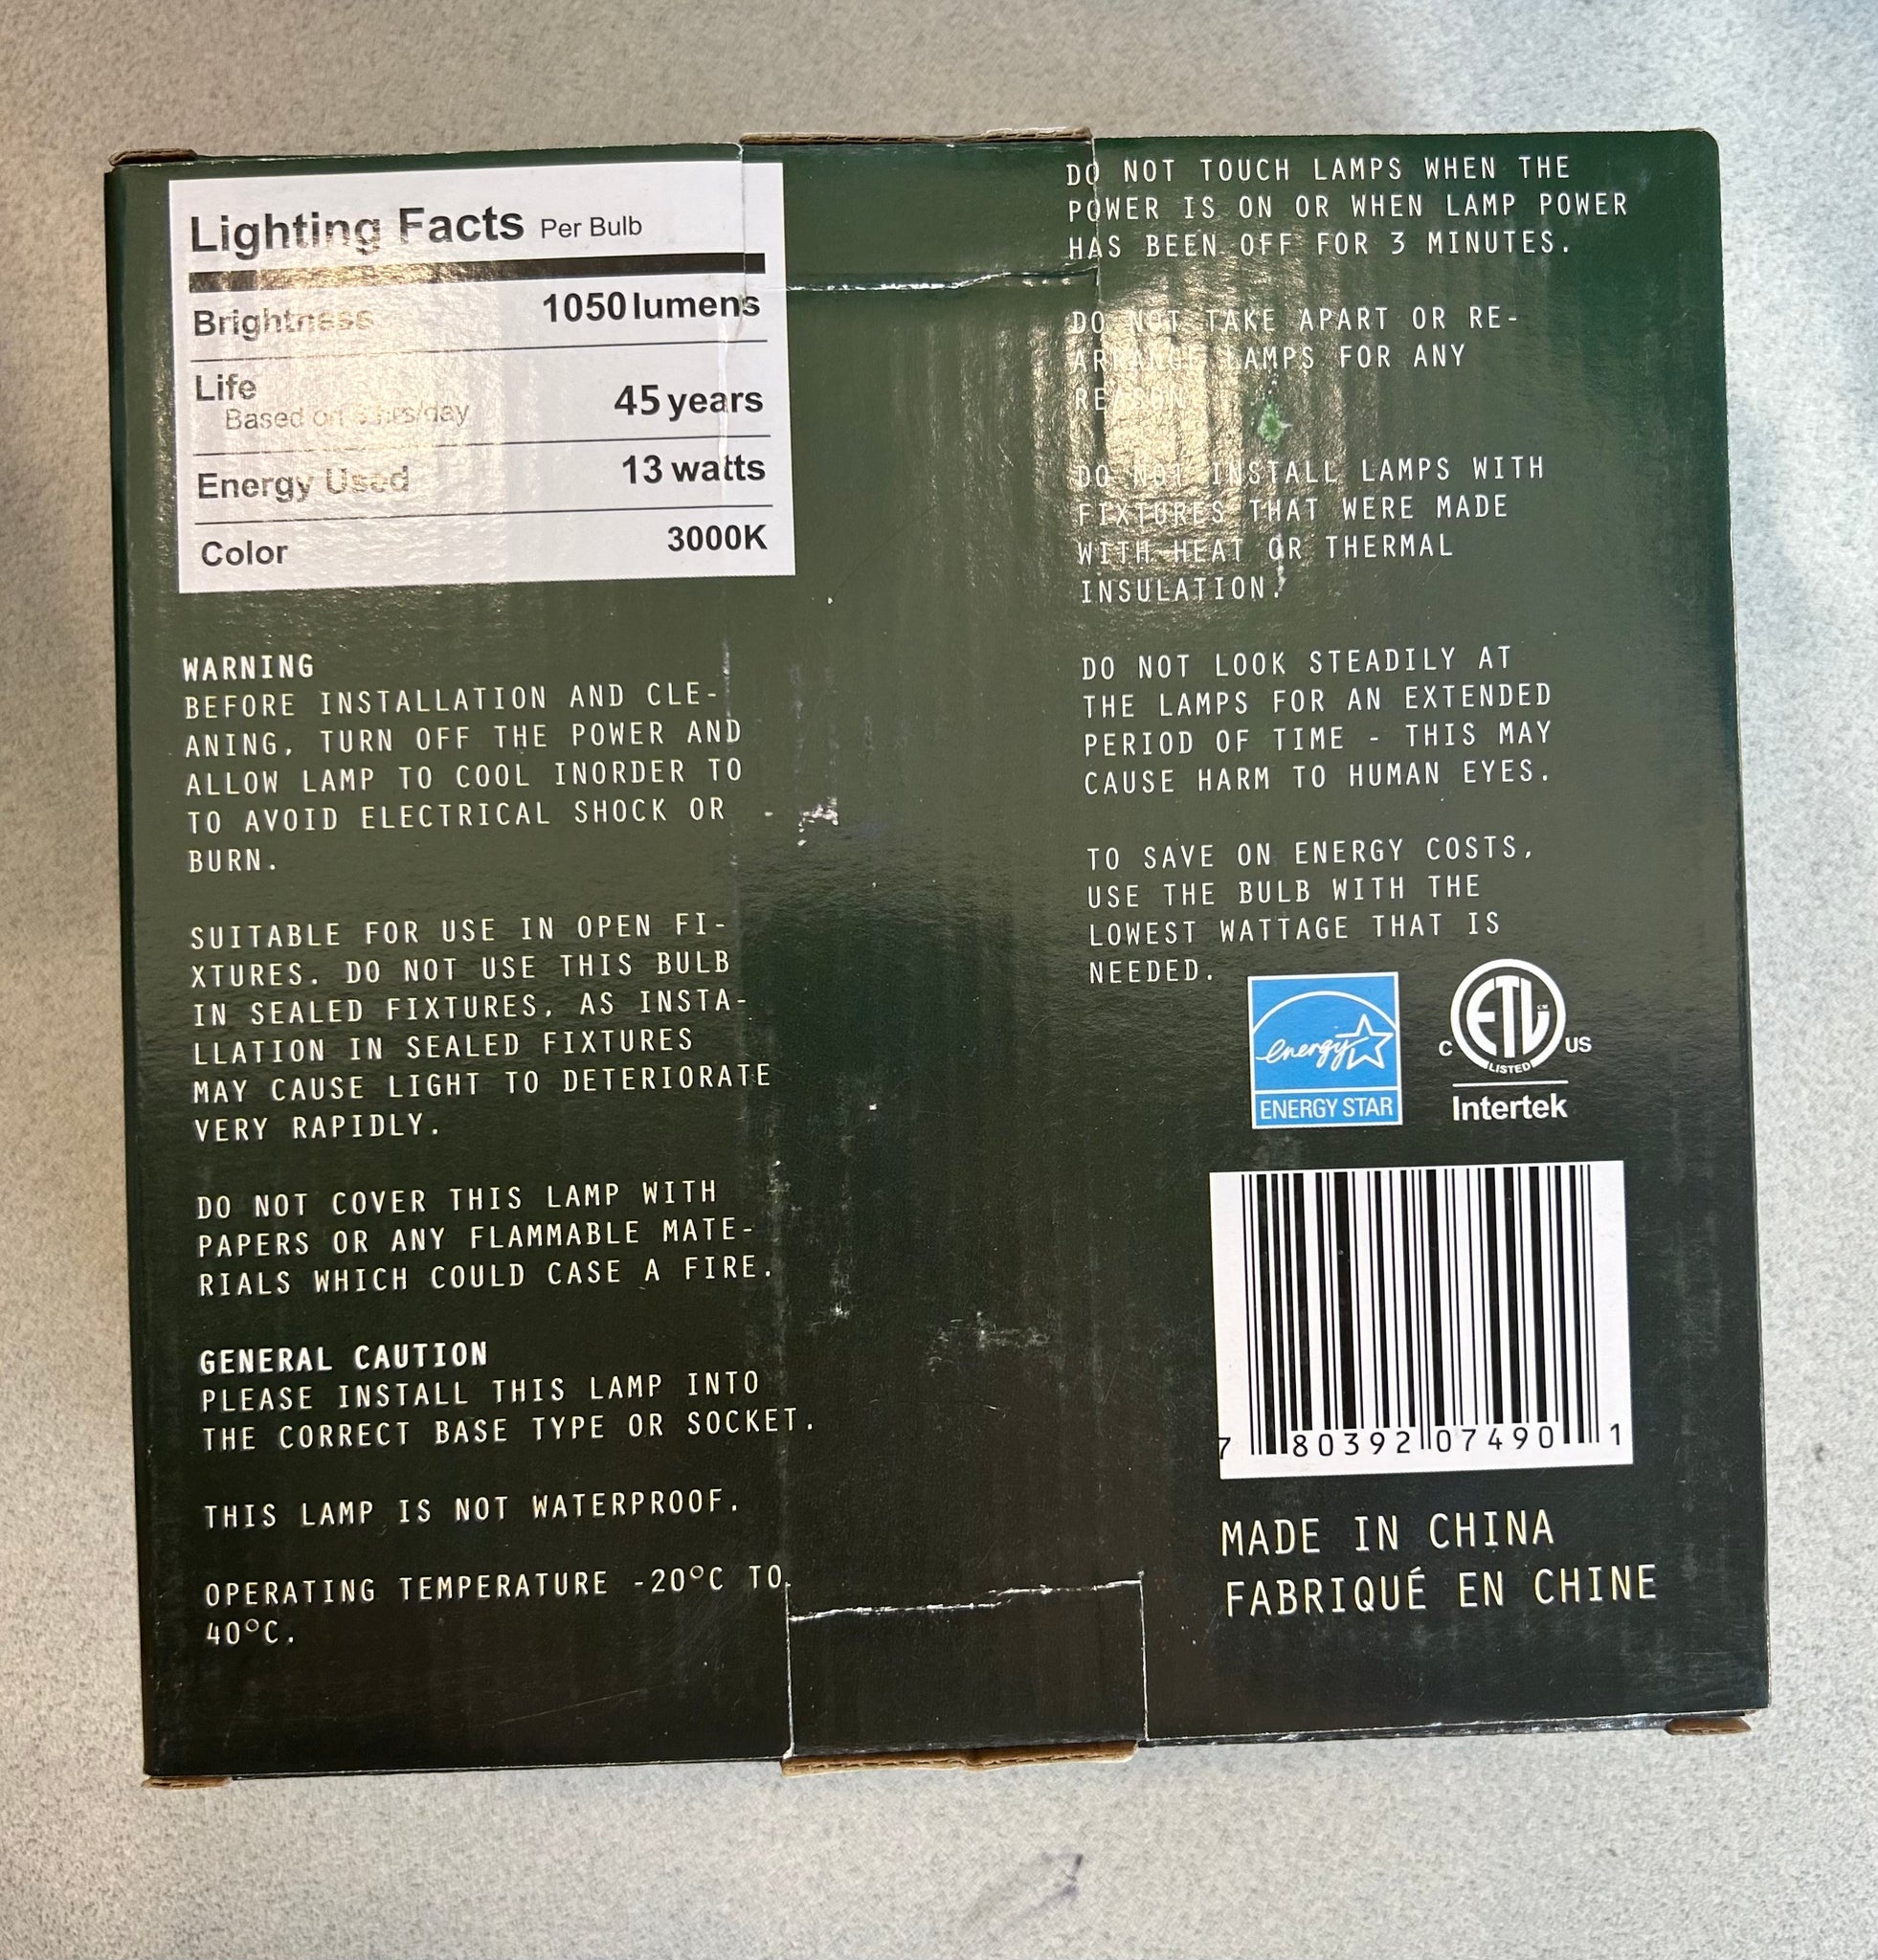 Lighting Facts Per Bulb
Brightness 1050 lumens
Life
Based on hrs/day 45 years
Energy Used 13 watts
Color 3000K
WARNING
BEFORE INSTALLATION AND CLE-
ANING, TURN OFF THE POWER AND
ALLOW LAMP TO COOL INORDER TO
TO AVOID ELECTRICAL SHOCK OR
BURN.
SUITABLE FOR USE IN OPEN FI-
XTURES. DO NOT USE THIS BULB
IN SEALED FIXTURES, AS INSTA-
LLATION IN SEALED FIXTURES
MAY CAUSE LIGHT TO DETERIORATE
VERY RAPIDLY.
DO NOT COVER THIS LAMP WITH
PAPERS OR ANY FLAMMABLE MATE-
RIALS WHICH COULD CASE A FIRE.
GENERAL CAUTION
PLEASE INSTALL THIS LAMP INTO
THE CORRECT BASE TYPE OR SOCKET.
THIS LAMP IS NOT WATERPROOF.
OPERATING TEMPERATURE -20°C TO
40°C.
DO NOT TOUCH LAMPS WHEN THE
POWER IS ON OR WHEN LAMP POWER
HAS BEEN OFF FOR 3 MINUTES.
DO NOT TAKE APART OR RE-
ARRANGE LAMPS FOR ANY
REASON
DO NOT INSTALL LAMPS WITH
FIXTURES THAT WERE MADE
WITH HEAT OR THERMAL
INSULATION.
DO NOT LOOK STEADILY AT
THE LAMPS FOR AN EXTENDED
PERIOD OF TIME - THIS MAY
CAUSE HARM TO HUMAN EYES.
TO SAVE ON ENERGY COSTS,
USE THE BULB WITH THE
LOWEST WATTAGE THAT IS
NEEDED.
energy
ENERGY STAR
C ETL CM US
LISTED
Intertek
7 80392 07490 1
MADE IN CHINA
FABRIQUÉ EN CHINE